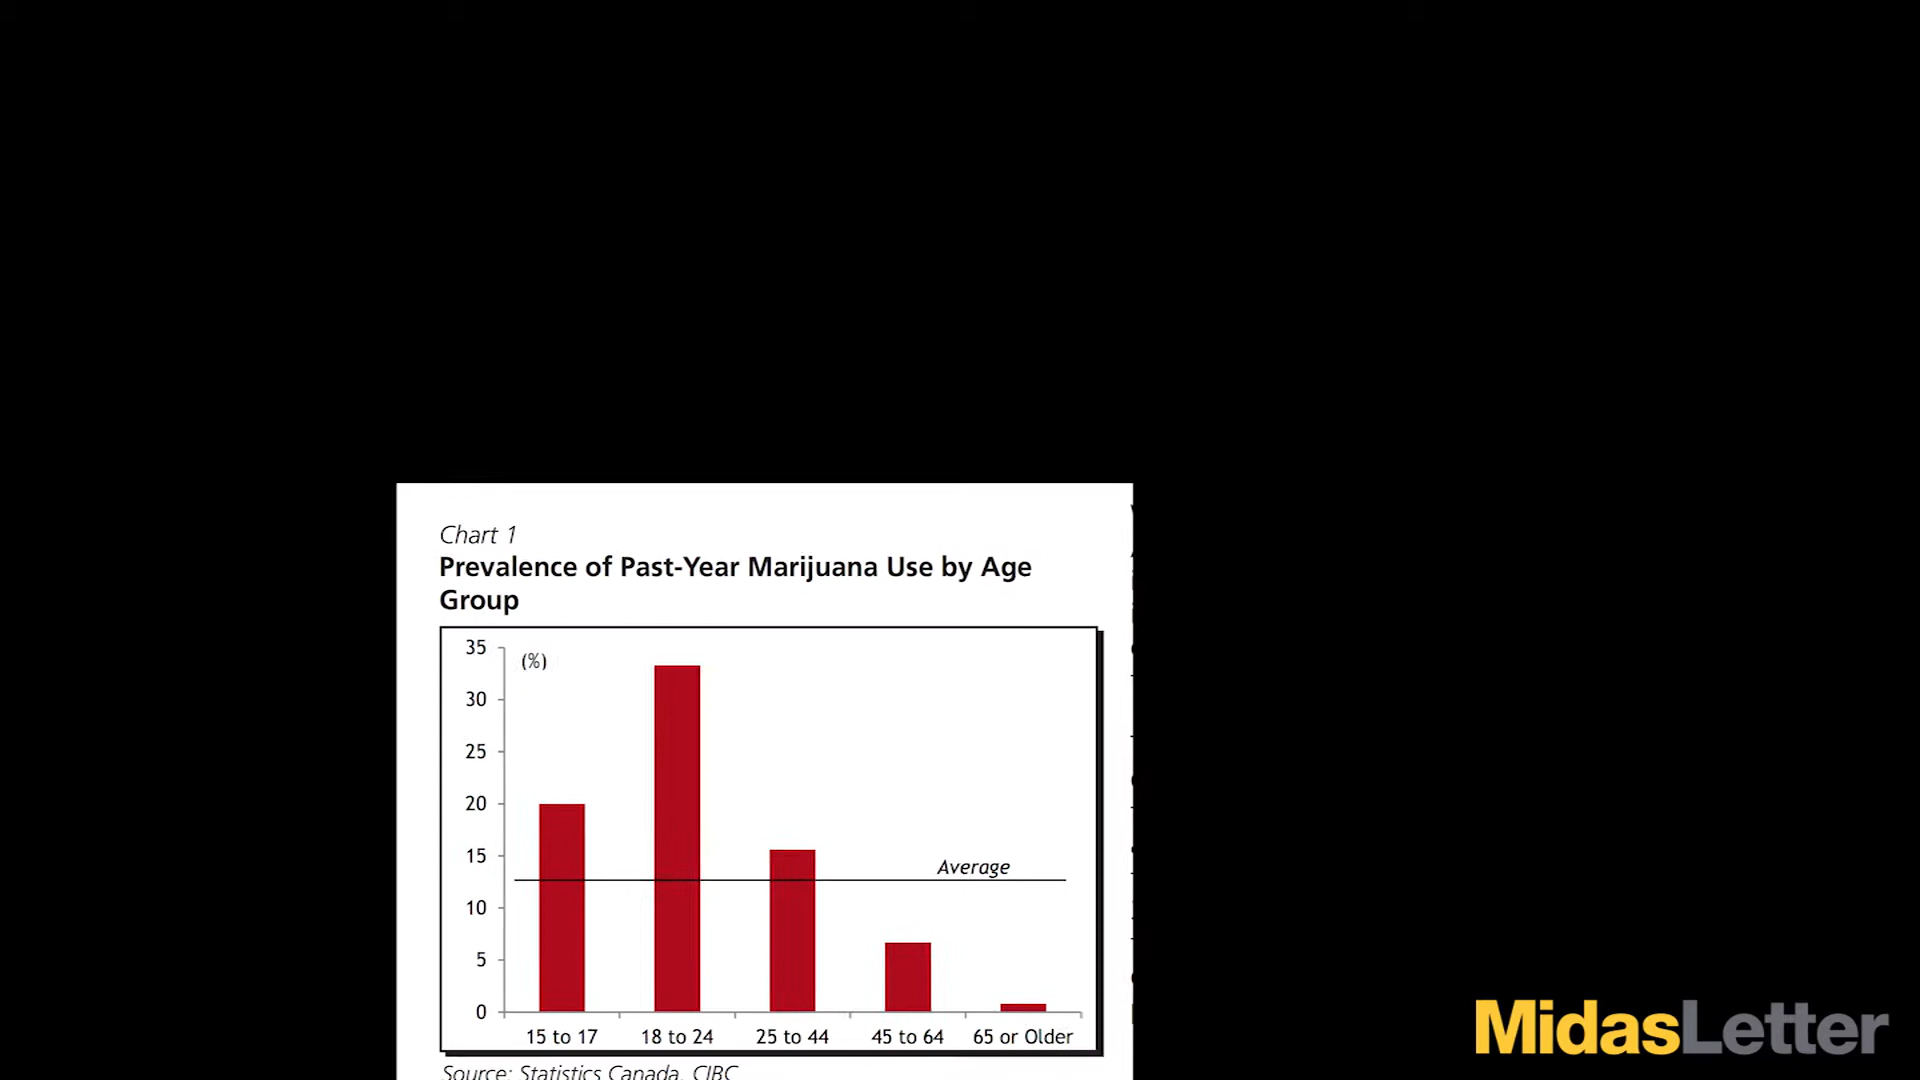 Chart 1
Prevalence of Past-Year Marijuana Use by Age
Group
35
(%)
30
25
20
15
Average
10
5
0
15 to 17 18 to 24 25 to 44 45 to 64 65 or Older
Source: Statistics Canada, CIBC
MidasLetter